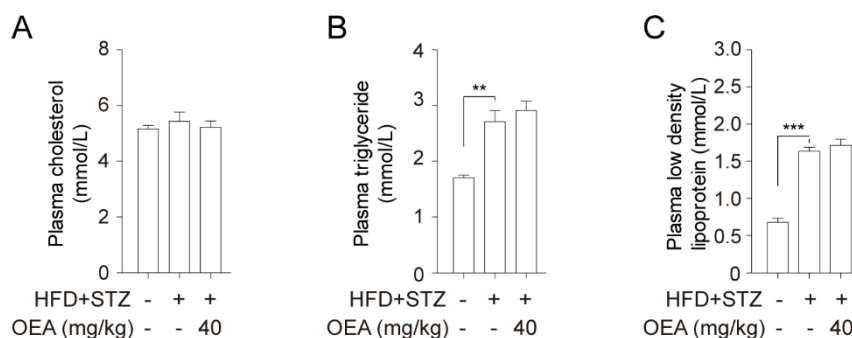 A
Plasma cholesterol
(mmol/L)
8
6
4
2
0
HFD+STZ - + +
OEA (mg/kg) - - 40
B
Plasma triglyceride
(mmol/L)
4
3
2
1
0
**
HFD+STZ - + +
OEA (mg/kg) - - 40
C
Plasma low density
lipoprotein (mmol/L)
3.0
2.5
2.0
1.5
1.0
0.5
0.0
***
HFD+STZ - + +
OEA (mg/kg) - - 40